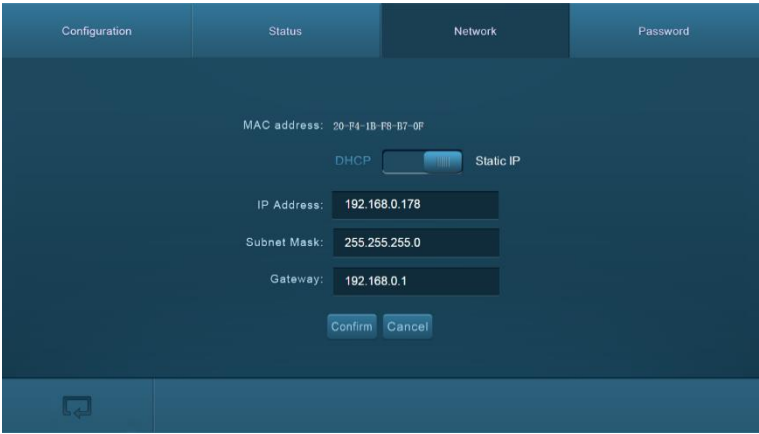 Configuration Status Network Password
MAC address: 20-F4-1B-F8-B7-0F
DHCP Static IP
IP Address: 192.168.0.178
Subnet Mask: 255.255.255.0
Gateway: 192.168.0.1
Confirm Cancel